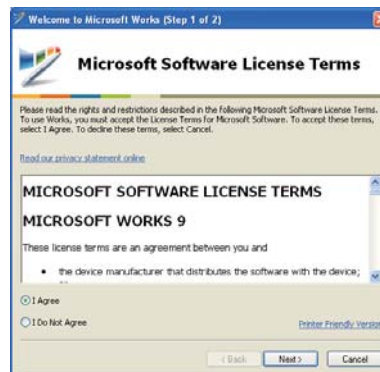 Welcome to Microsoft Works (Step 1 of 2)
Microsoft Software License Terms
Please read the rights and restrictions described in the following Microsoft Software License Terms.
To use Works, you must accept the License Terms for Microsoft Software. To accept these terms,
select I Agree. To decline these terms, select Cancel.
Read our privacy statement online
MICROSOFT SOFTWARE LICENSE TERMS
MICROSOFT WORKS 9
These license terms are an agreement between you and
• the device manufacturer that distributes the software with the device;
I Agree
I Do Not Agree
Printer Friendly Version
< Back
Next >
Cancel